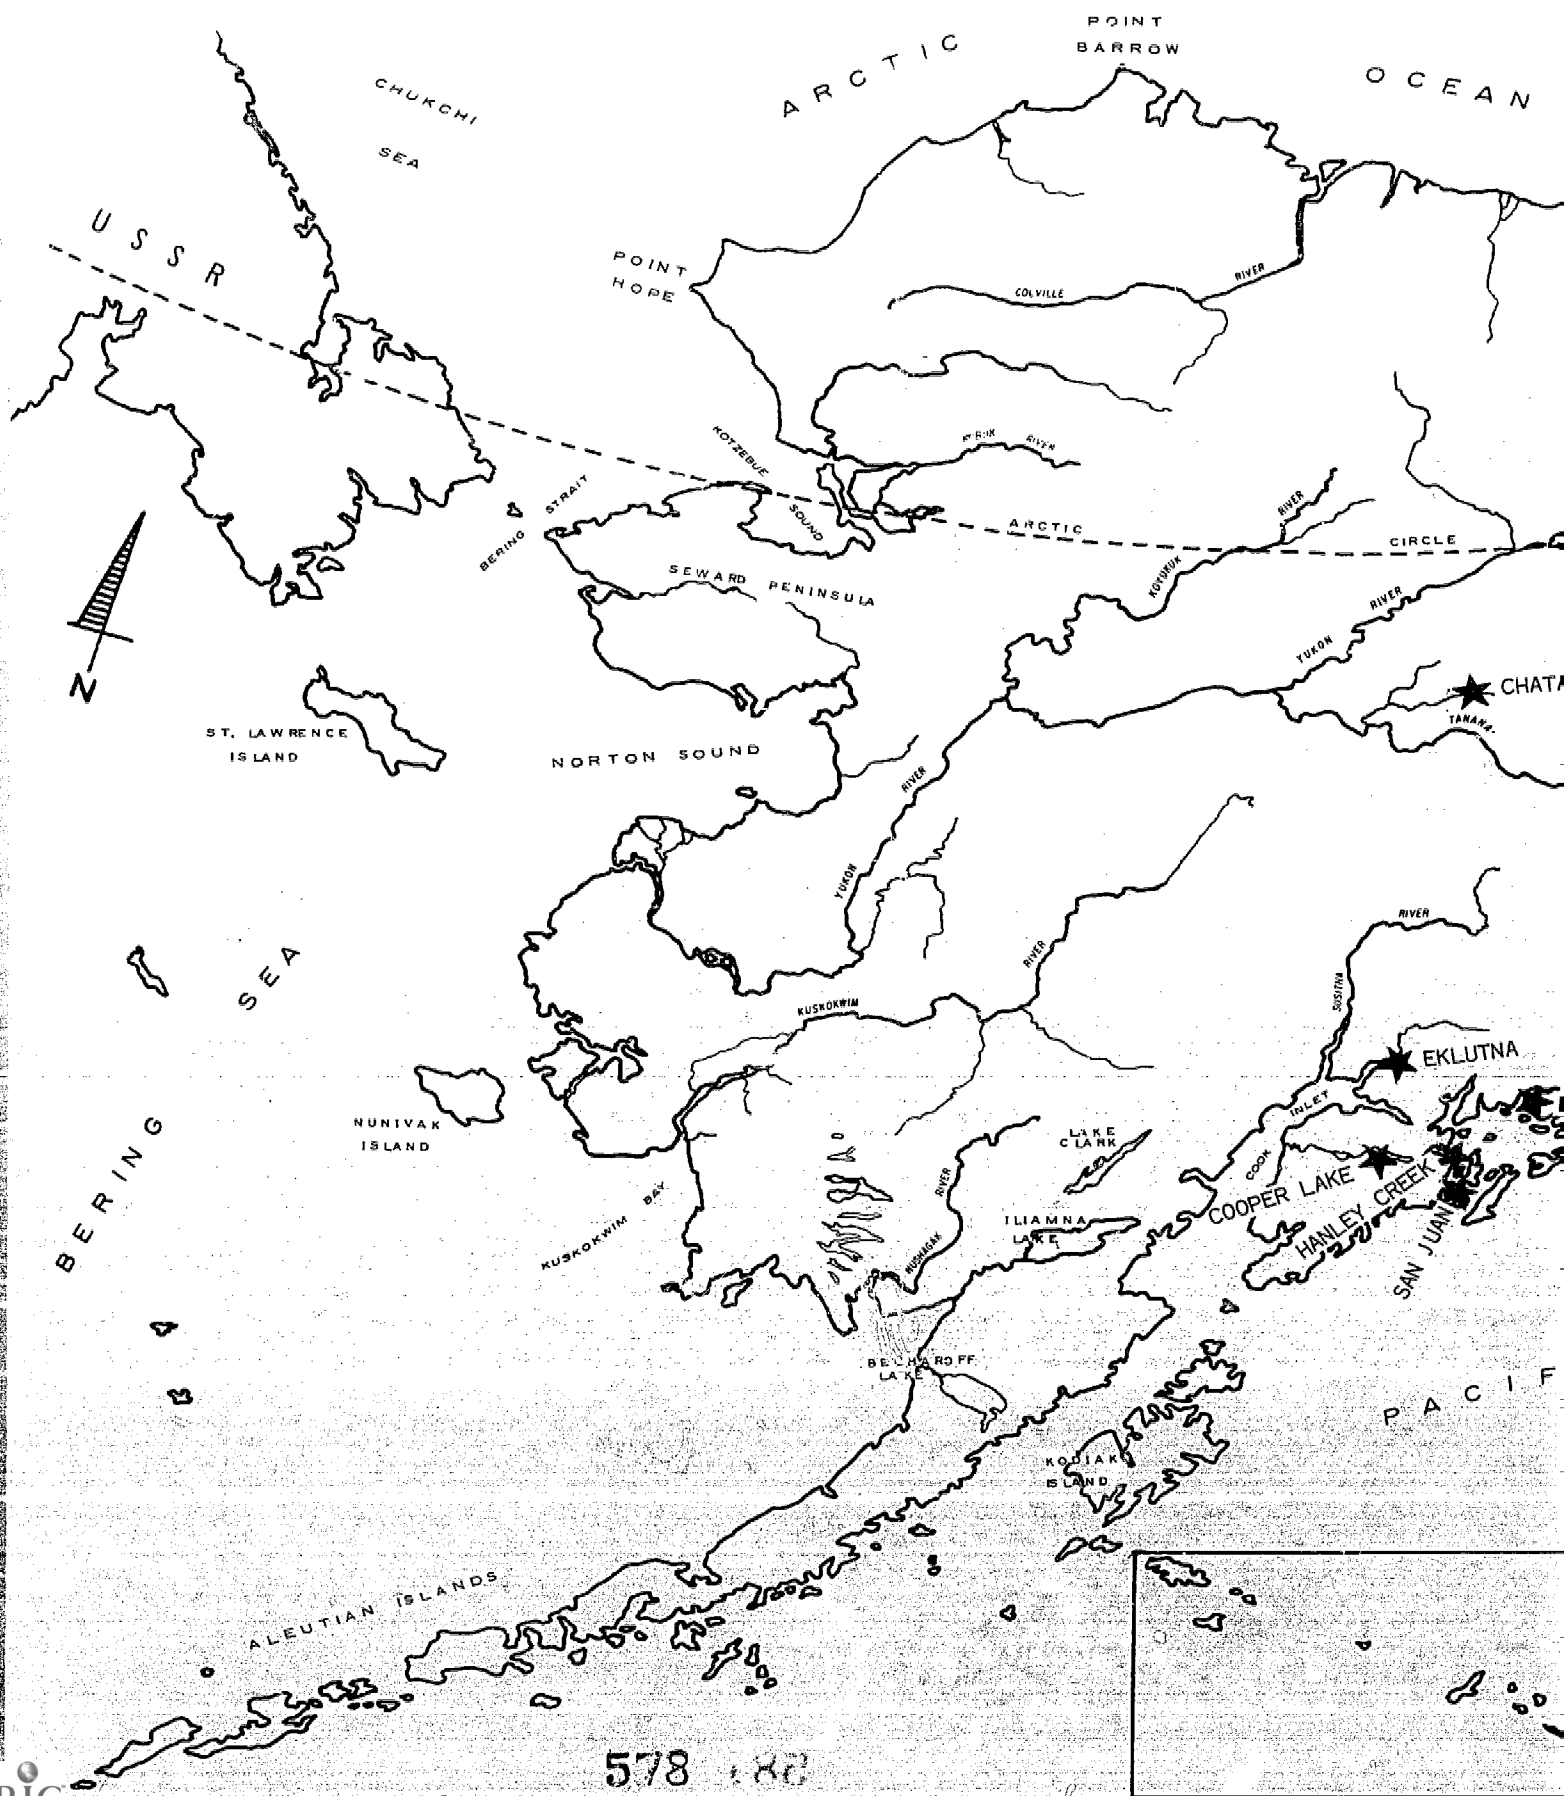 POINT
BARROW
ARCTIC
OCEAN
CHUKCHI
SEA
USSR
POINT
HOPE
COLVILLE
RIVER
KOTZEBUE
SOUND
RIVER
BERING STRAIT
ARCTIC
CIRCLE
RIVER
KOYUKUK
SEWARD PENINSULA
RIVER
YUKON
N
CHATA
TANANA
ST. LAWRENCE
ISLAND
NORTON SOUND
RIVER
YUKON
RIVER
RIVER
SUSITNA
KUSKOKWIM
BERING SEA
EKLUTNA
NUNIVAK
ISLAND
INLET
COOK
LAKE
CLARK
COOPER LAKE
HANLEY CREEK
SAN JUAN
RIVER
NUSHAGAK
ILIAMNA
LAKE
KUSKOKWIM BAY
BECHAROFF
LAKE
PACIF
KODIAK
ISLAND
ALEUTIAN ISLANDS
578